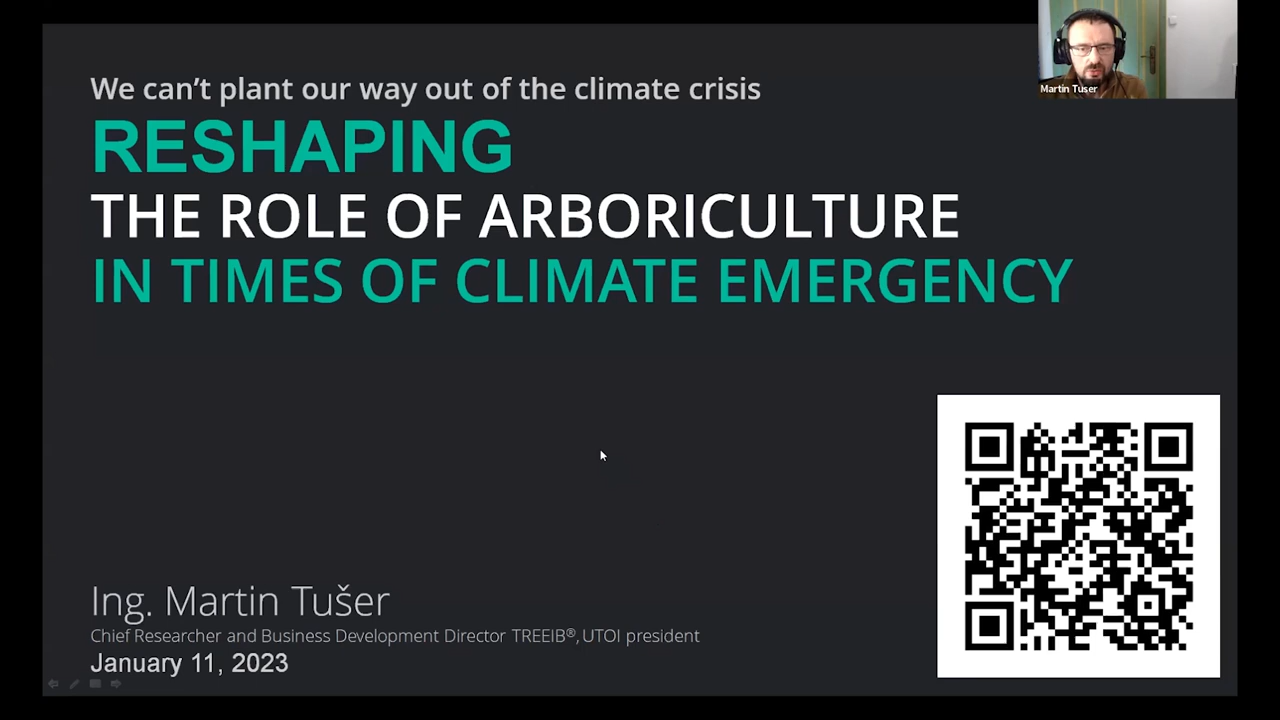 We can't plant our way out of the climate crisis
RESHAPING
THE ROLE OF ARBORICULTURE
IN TIMES OF CLIMATE EMERGENCY
Martin Tuser
Ing. Martin Tušer
Chief Researcher and Business Development Director TREEIB®, UTOI president
January 11, 2023